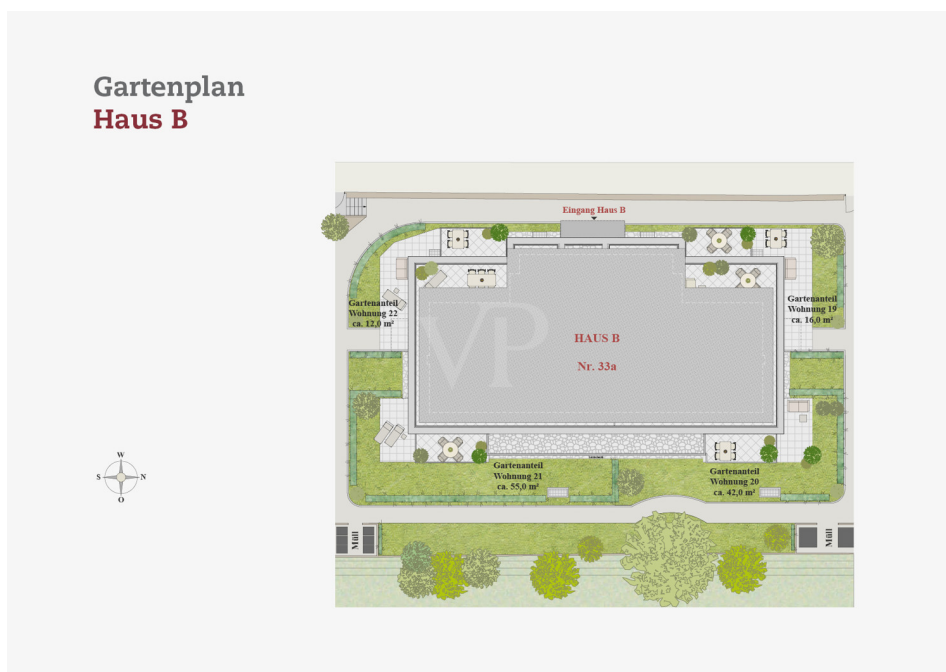 Gartenplan
Haus B
Eingang Haus B
Gartenanteil
Wohnung 22
ca. 12,0 m²
Gartenanteil
Wohnung 19
ca. 16,0 m²
VP
HAUS B
Nr. 33a
W
S
N
O
Gartenanteil
Wohnung 21
ca. 55,0 m²
Gartenanteil
Wohnung 20
ca. 42,0 m²
Müll
Müll